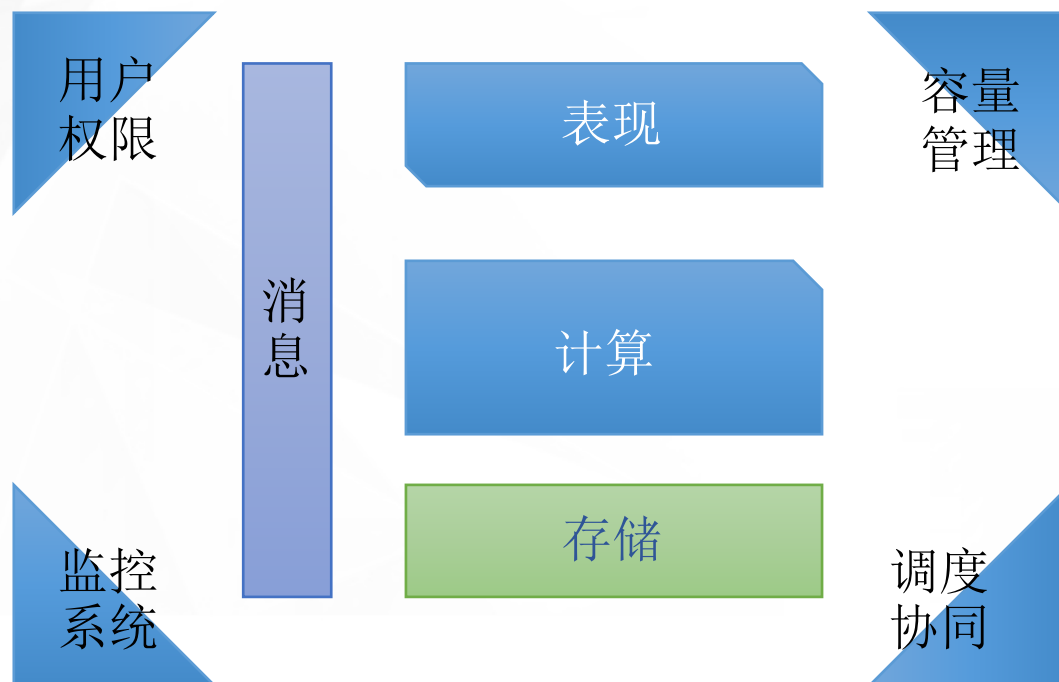 用户
权限
容量
管理
表现
消
息
计算
存储
监控
系统
调度
协同